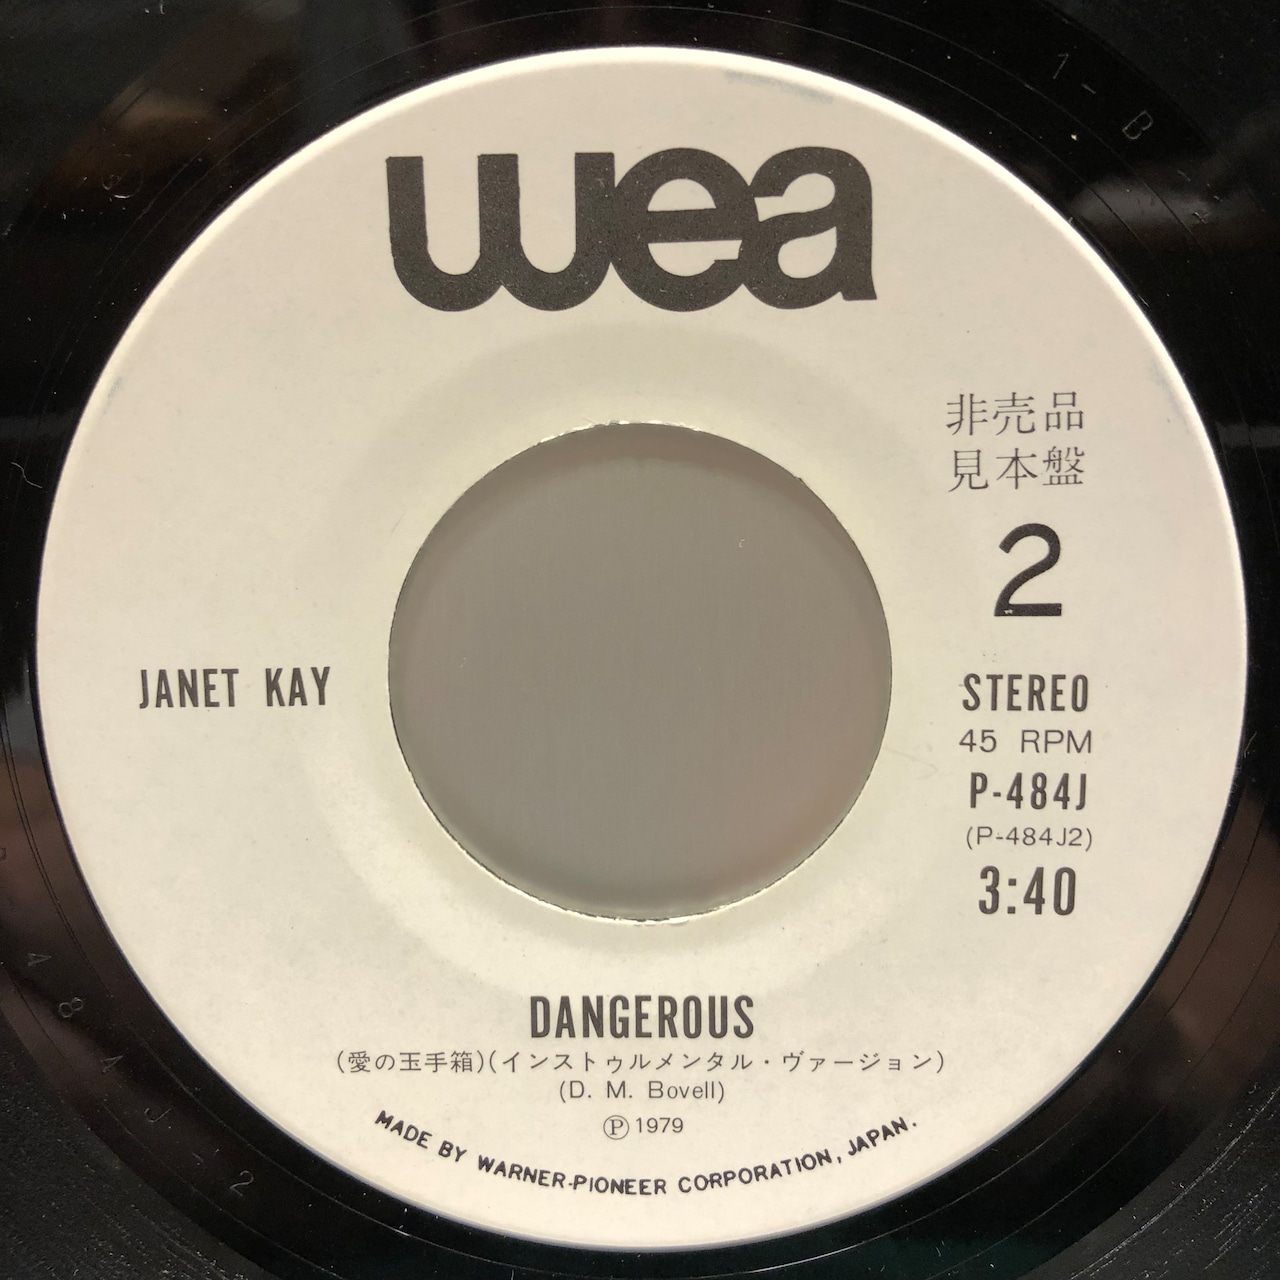 wea
非売品
見本盤
2
JANET KAY
STEREO
45 RPM
P-484J
(P-484J2)
3:40
DANGEROUS
(愛の玉手箱)(インストゥルメンタル・ヴァージョン)
(D. M. Bovell)
Ⓟ 1979
MADE BY WARNER-PIONEER CORPORATION, JAPAN.
1-B